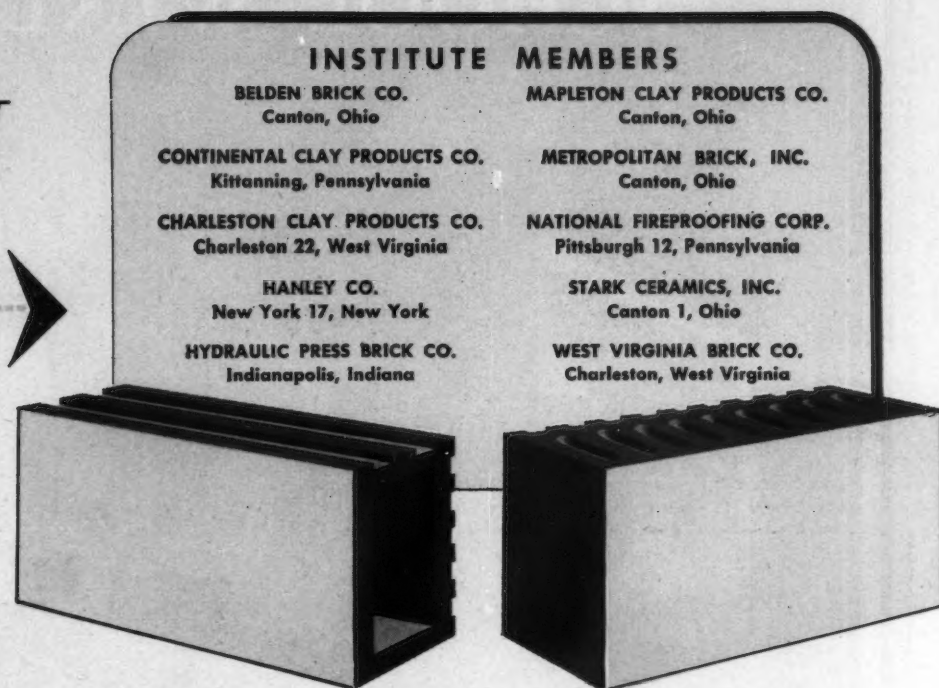 INSTITUTE MEMBERS
BELDEN BRICK CO.
Canton, Ohio
CONTINENTAL CLAY PRODUCTS CO.
Kittanning, Pennsylvania
CHARLESTON CLAY PRODUCTS CO.
Charleston 22, West Virginia
HANLEY CO.
New York 17, New York
HYDRAULIC PRESS BRICK CO.
Indianapolis, Indiana
MAPLETON CLAY PRODUCTS CO.
Canton, Ohio
METROPOLITAN BRICK, INC.
Canton, Ohio
NATIONAL FIREPROOFING CORP.
Pittsburgh 12, Pennsylvania
STARK CERAMICS, INC.
Canton 1, Ohio
WEST VIRGINIA BRICK CO.
Charleston, West Virginia